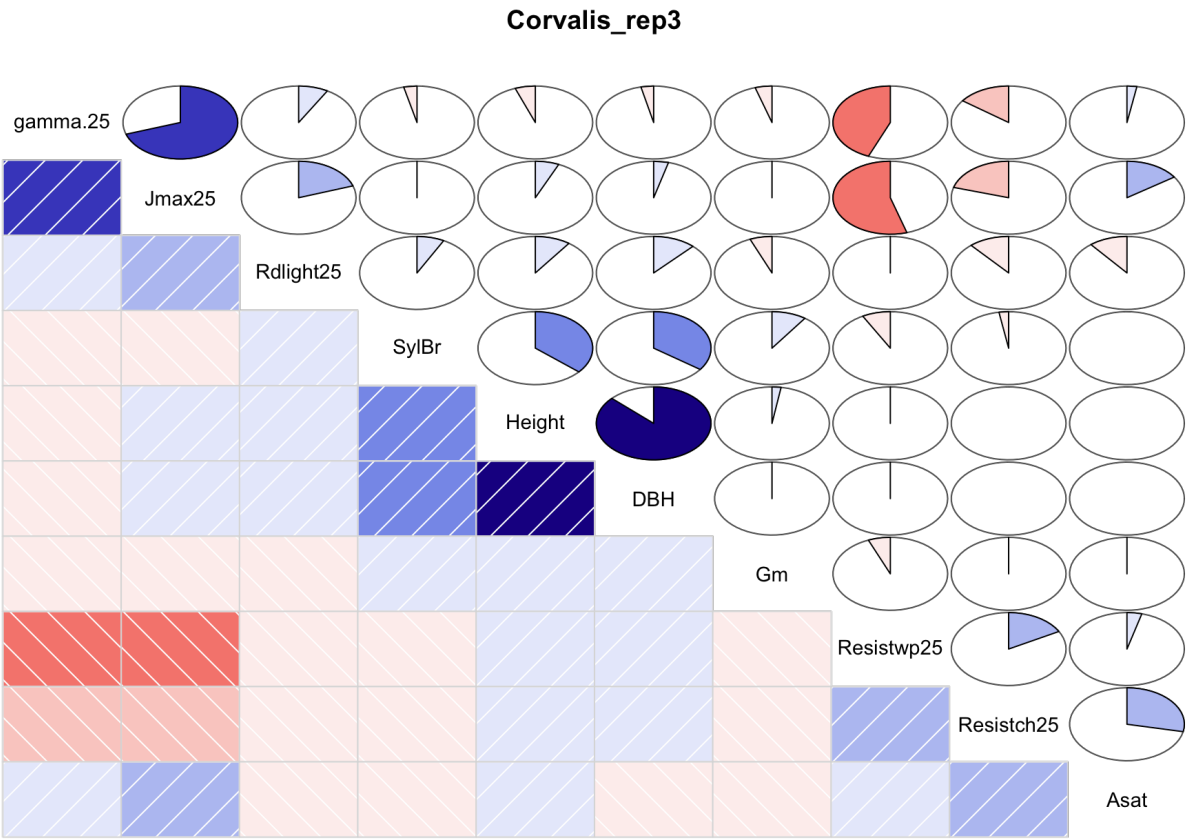 Corvalis_rep3
gamma.25
Jmax25
Rdlight25
SylBr
Height
DBH
Gm
Resistwp25
Resistch25
Asat